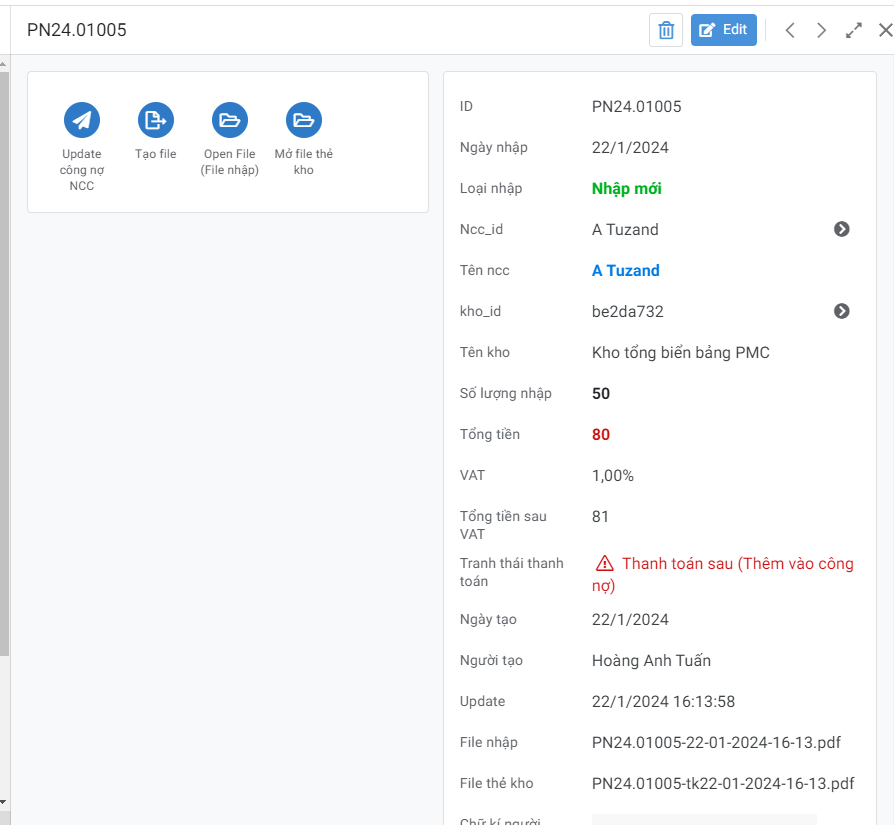 PN24.01005
Edit
Update
công nợ
NCC
Tạo file
Open File
(File nhập)
Mở file thẻ
kho
ID PN24.01005
Ngày nhập 22/1/2024
Loại nhập Nhập mới
Ncc_id A Tuzand
Tên ncc A Tuzand
kho_id be2da732
Tên kho Kho tổng biển bảng PMC
Số lượng nhập 50
Tổng tiền 80
VAT 1,00%
Tổng tiền sau
VAT
81
Tranh thái thanh
toán
Thanh toán sau (Thêm vào công
nợ)
Ngày tạo 22/1/2024
Người tạo Hoàng Anh Tuấn
Update 22/1/2024 16:13:58
File nhập PN24.01005-22-01-2024-16-13.pdf
File thẻ kho PN24.01005-tk22-01-2024-16-13.pdf
Chữ kí người